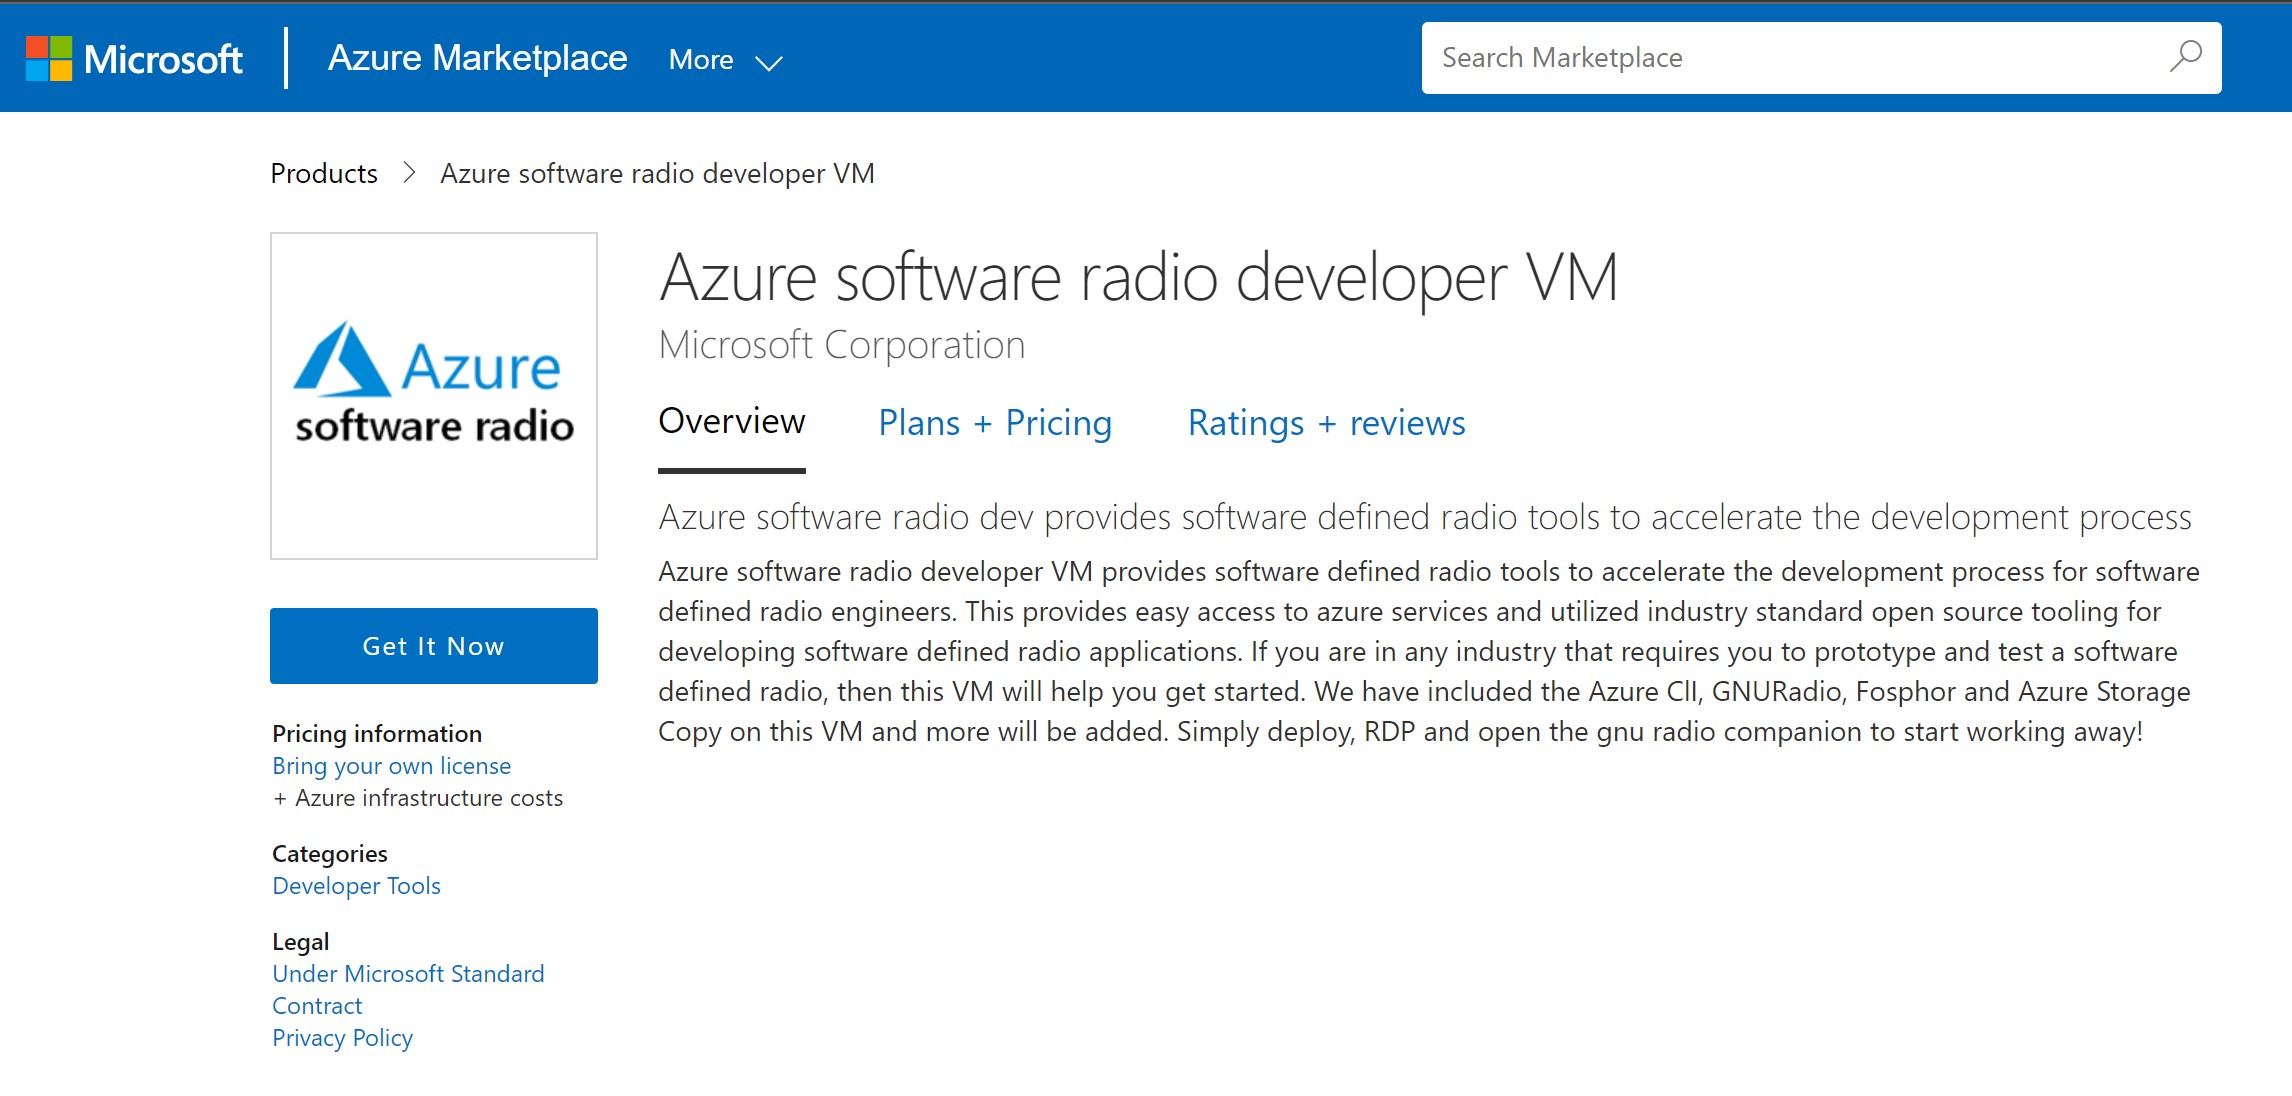 Microsoft
Azure Marketplace
More
Search Marketplace
Products
Azure software radio developer VM
Azure
software radio
Azure software radio developer VM
Microsoft Corporation
Overview
Plans + Pricing
Ratings + reviews
Azure software radio dev provides software defined radio tools to accelerate the development process
Azure software radio developer VM provides software defined radio tools to accelerate the development process for software
defined radio engineers. This provides easy access to azure services and utilized industry standard open source tooling for
developing software defined radio applications. If you are in any industry that requires you to prototype and test a software
defined radio, then this VM will help you get started. We have included the Azure ClI, GNURadio, Fosphor and Azure Storage
Copy on this VM and more will be added. Simply deploy, RDP and open the gnu radio companion to start working away!
Get It Now
Pricing information
Bring your own license
+ Azure infrastructure costs
Categories
Developer Tools
Legal
Under Microsoft Standard
Contract
Privacy Policy